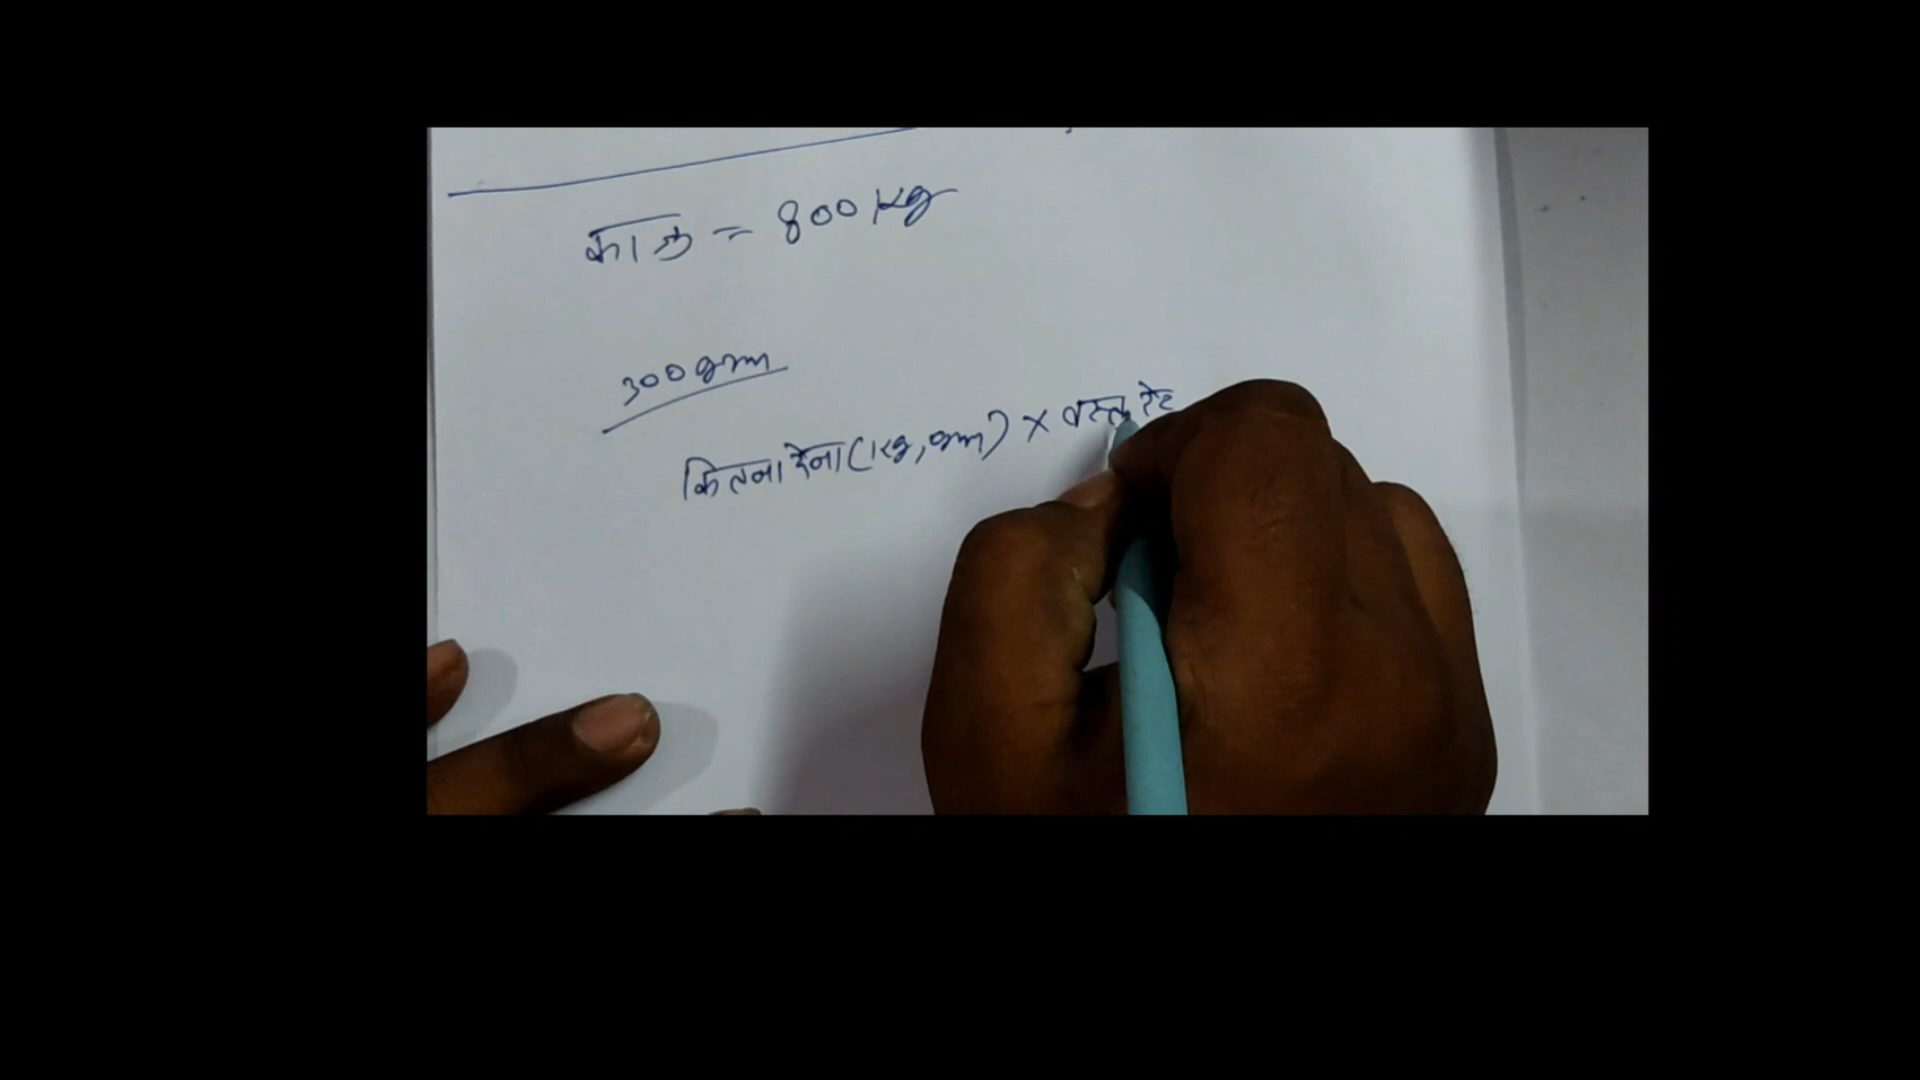 काजु = 800 kg
300 gm
कितना देना (kg, gm) × वस्तु रेट